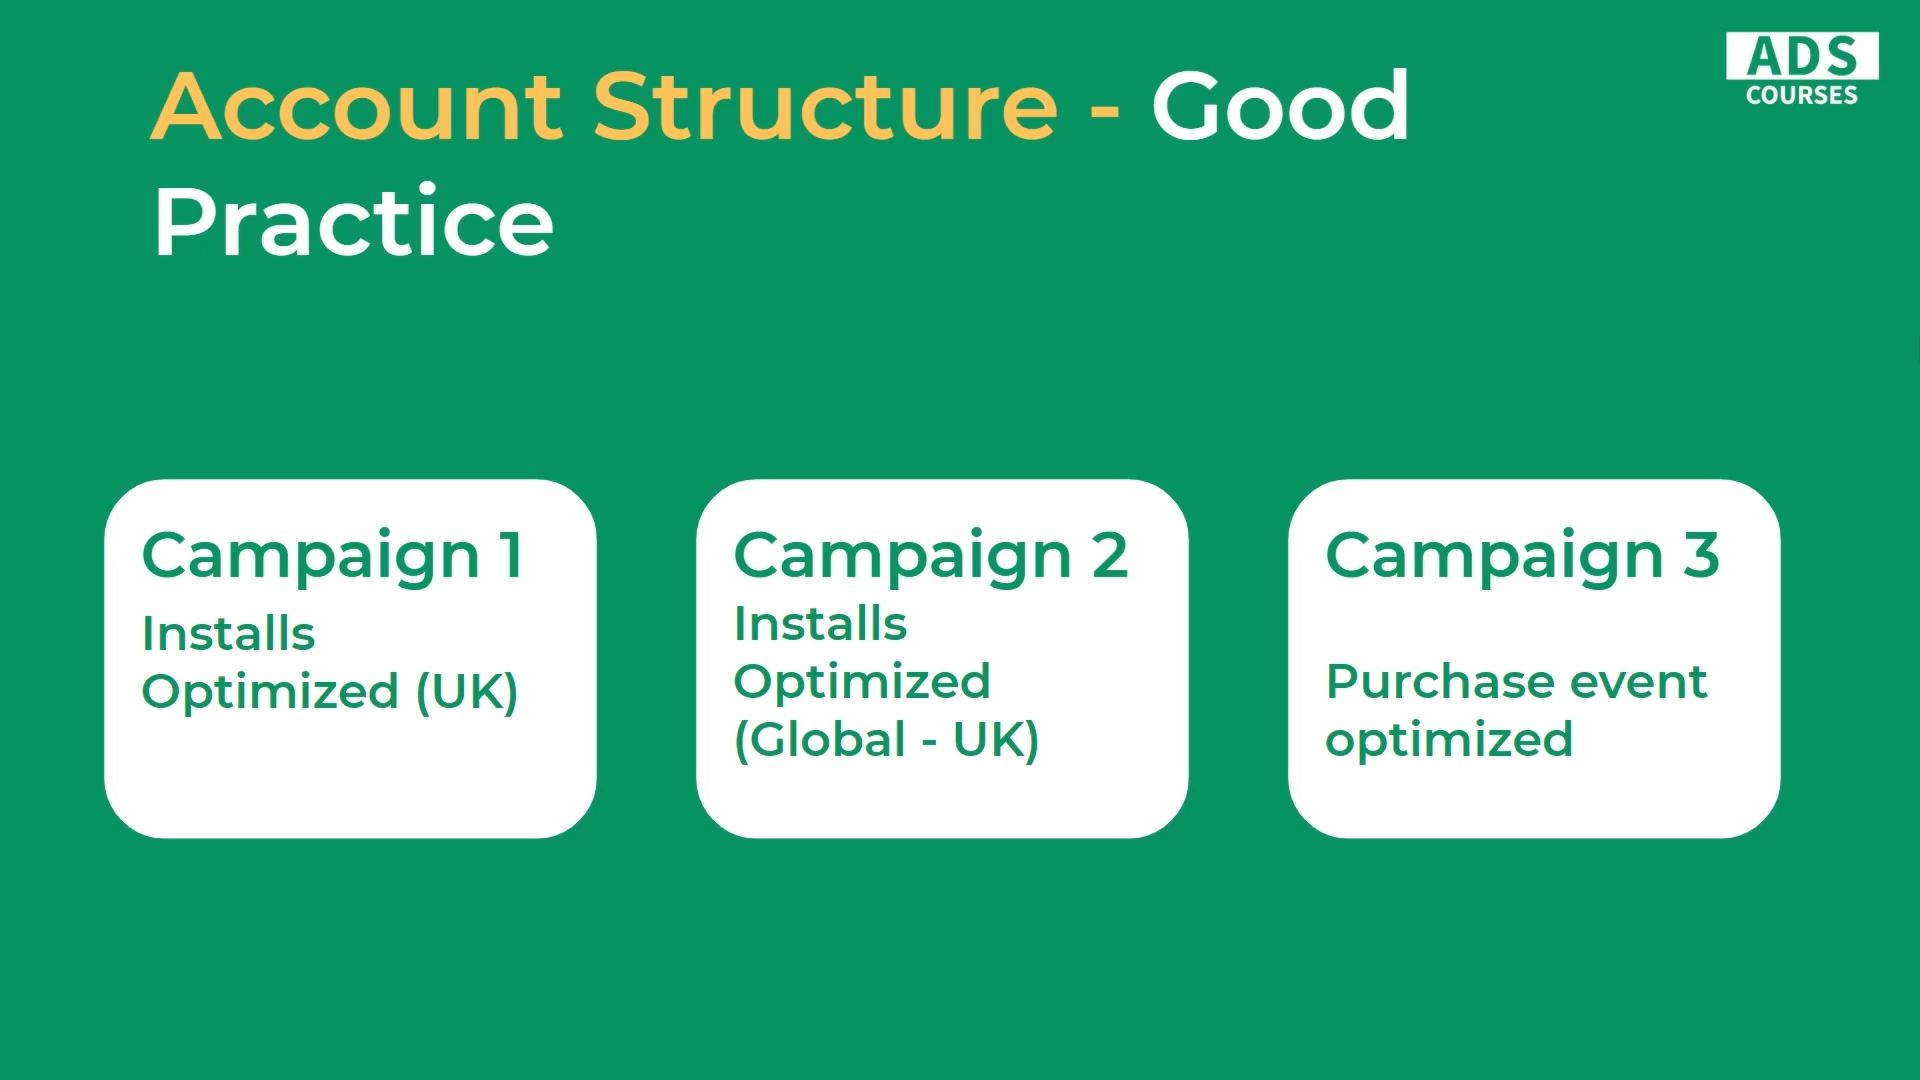 Account Structure - Good
Practice
ADS
COURSES
Campaign 1
Installs
Optimized (UK)
Campaign 2
Installs
Optimized
(Global - UK)
Campaign 3
Purchase event
optimized